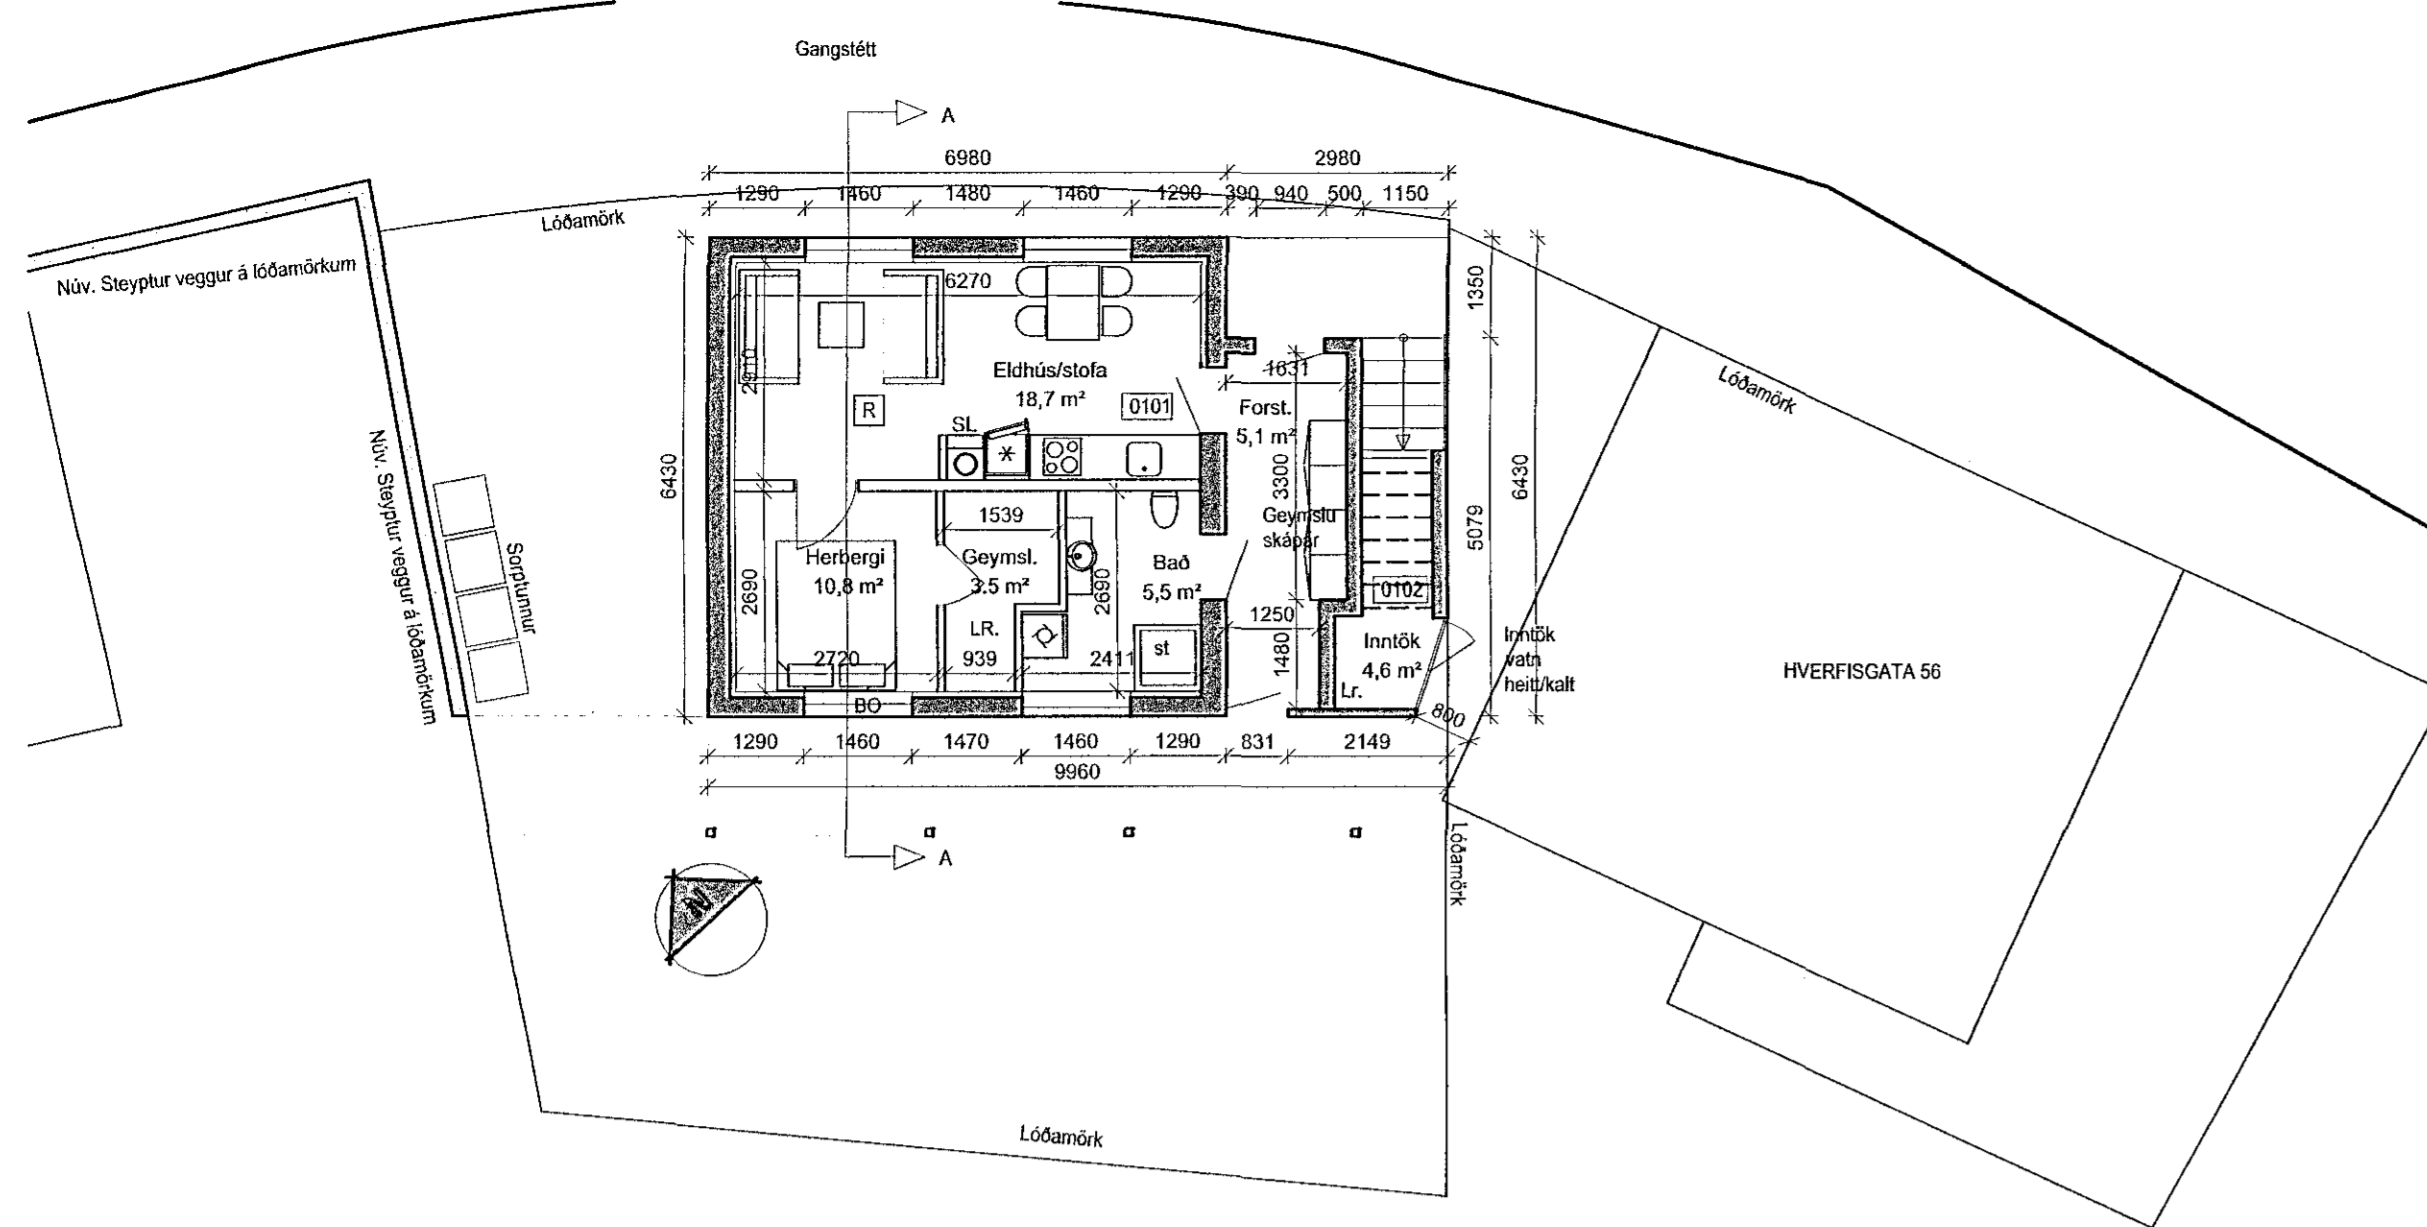 Gangstétt
A
6980
2980
1290
1460
1480
1460
1290
390
940
500
1150
Lóðamörk
Núv. Steyptur veggur á lóðamörkum
6270
1350
2910
Eldhús/stofa
18,7 m²
0101
R
SL
1631
Forst.
5,1 m²
Lóðamörk
6430
3300
5079
6430
Núv. Steyptur veggur á lóðamörkum
Sorptunnur
1539
Geymslu
skápar
Herbergi
10,8 m²
Geymsl.
3.5 m²
Bað
5,5 m²
2690
2690
0102
LR.
1250
1480
st
Inntök
4,6 m²
Lr.
Inntök
vatn
heitt/kalt
HVERFISGATA 56
2720
939
2411
BO
800
1290
1460
1470
1460
1290
831
2149
9960
A
Lóðamörk
N
Lóðamörk